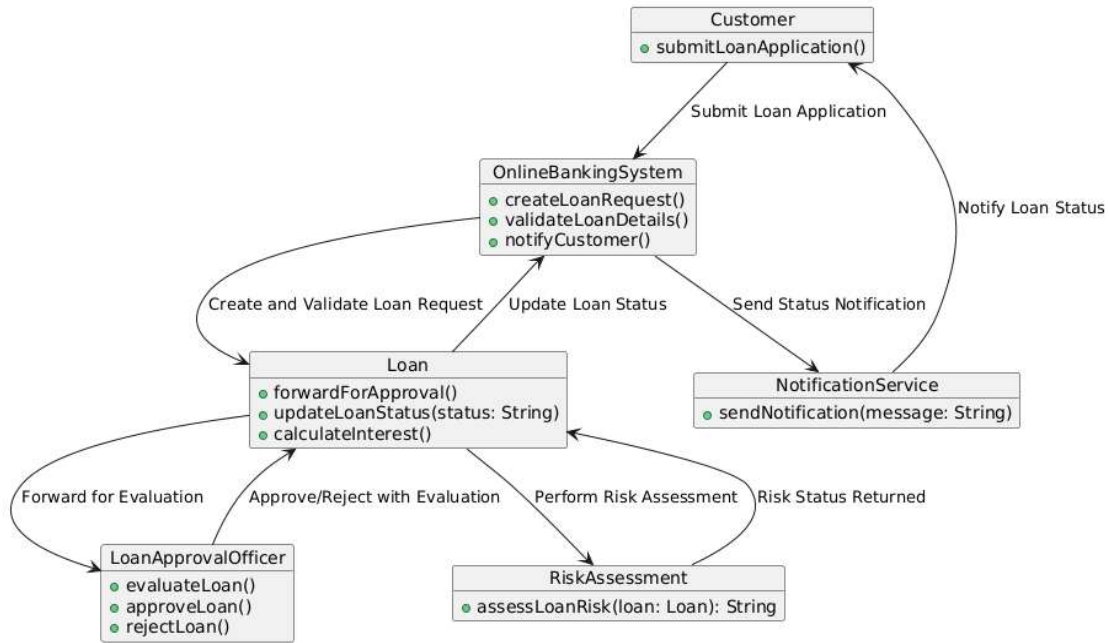 Customer
submitLoanApplication()
Submit Loan Application
OnlineBankingSystem
createLoanRequest()
validateLoanDetails()
notifyCustomer()
Notify Loan Status
Create and Validate Loan Request
Update Loan Status
Send Status Notification
Loan
forwardForApproval()
updateLoanStatus(status: String)
calculateInterest()
NotificationService
sendNotification(message: String)
Forward for Evaluation
Approve/Reject with Evaluation
Perform Risk Assessment
Risk Status Returned
LoanApprovalOfficer
evaluateLoan()
approveLoan()
rejectLoan()
RiskAssessment
assessLoanRisk(loan: Loan): String